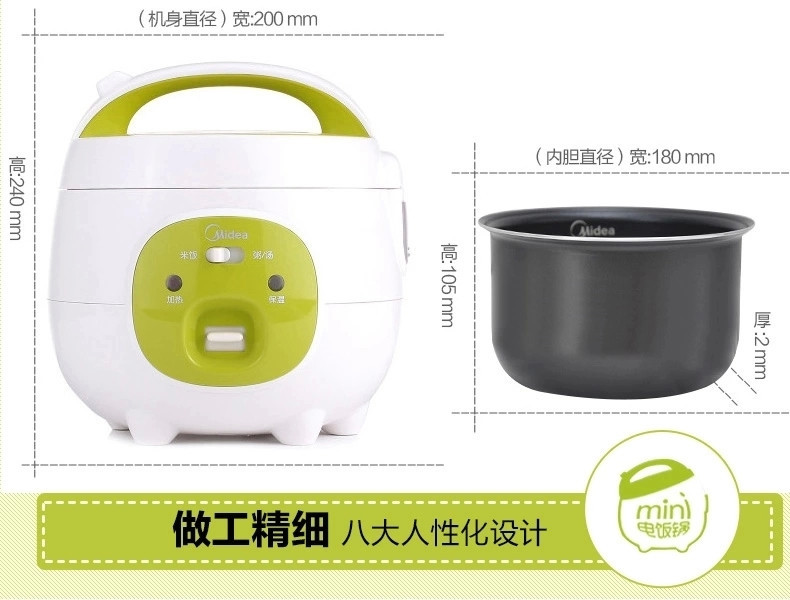 （机身直径）宽:200 mm
高:240 mm
Midea
米饭 粥/汤
加热 保温
（内胆直径）宽:180 mm
高:105 mm
Midea
厚:2 mm
做工精细 八大人性化设计
mini
电饭锅